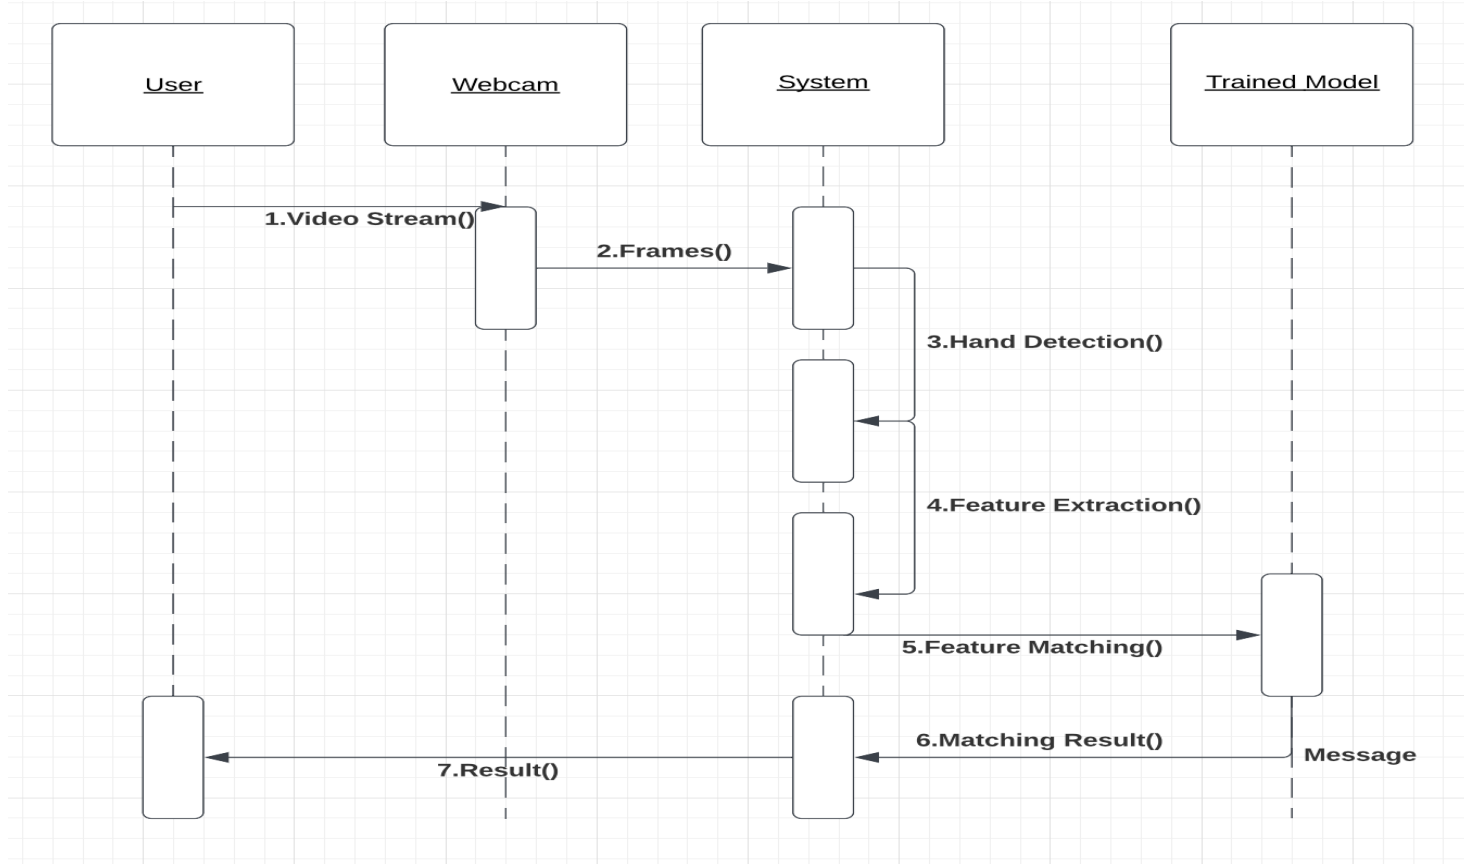 User
Webcam
System
Trained Model
1.Video Stream()
2.Frames()
3.Hand Detection()
4.Feature Extraction()
5.Feature Matching()
6.Matching Result()
Message
7.Result()